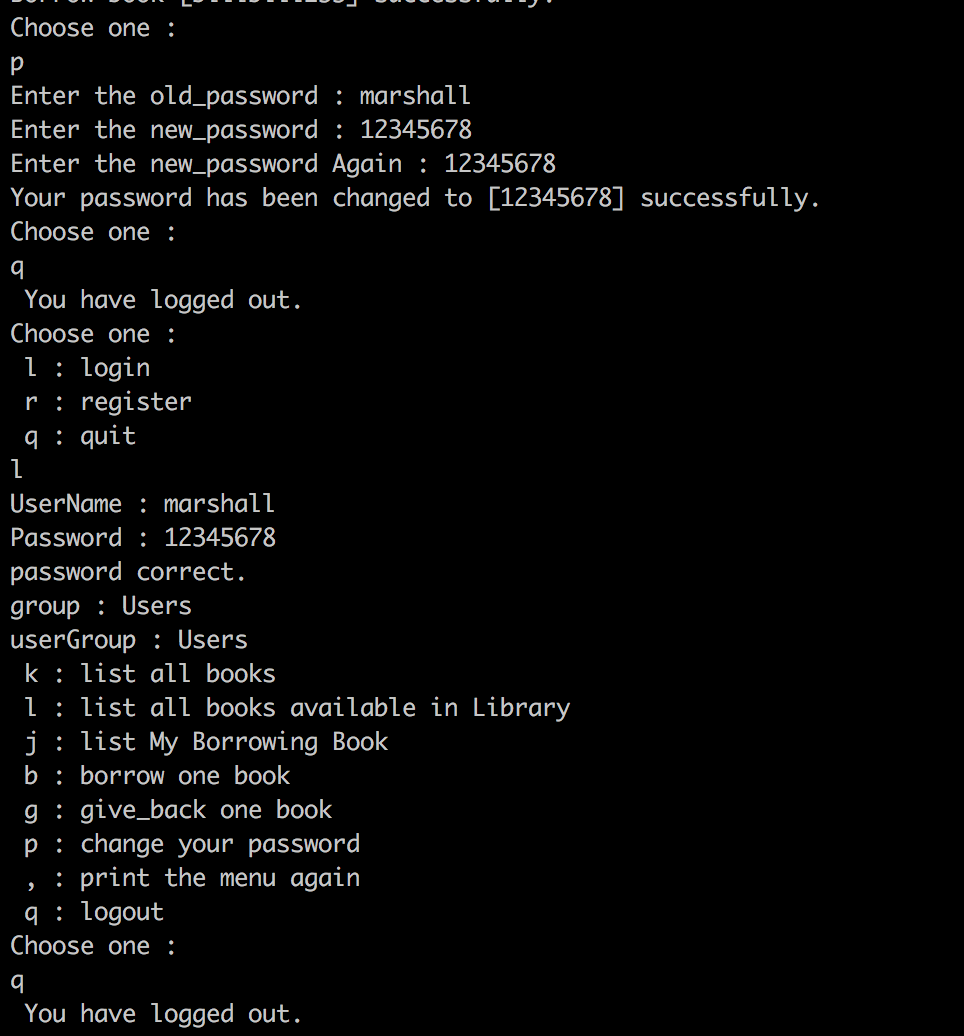 Choose one :
p
Enter the old_password : marshall
Enter the new_password : 12345678
Enter the new_password Again : 12345678
Your password has been changed to [12345678] successfully.
Choose one :
q
 You have logged out.
Choose one :
 l : login
 r : register
 q : quit
l
UserName : marshall
Password : 12345678
password correct.
group : Users
userGroup : Users
 k : list all books
 l : list all books available in Library
 j : list My Borrowing Book
 b : borrow one book
 g : give_back one book
 p : change your password
 , : print the menu again
 q : logout
Choose one :
q
 You have logged out.